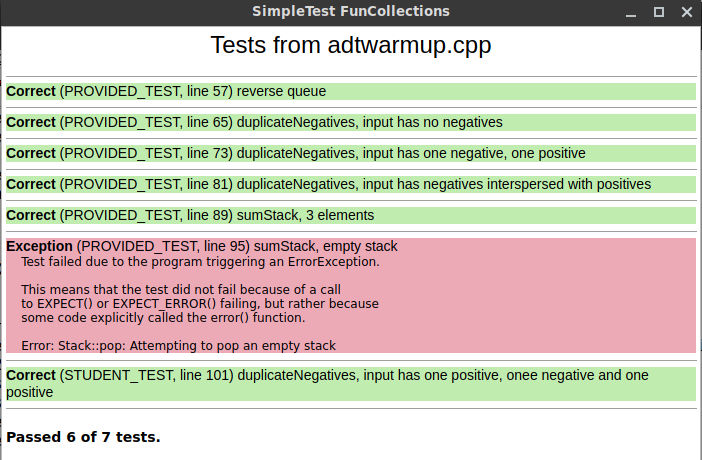 SimpleTest FunCollections
Tests from adtwarmup.cpp
Correct (PROVIDED_TEST, line 57) reverse queue
Correct (PROVIDED_TEST, line 65) duplicateNegatives, input has no negatives
Correct (PROVIDED_TEST, line 73) duplicateNegatives, input has one negative, one positive
Correct (PROVIDED_TEST, line 81) duplicateNegatives, input has negatives interspersed with positives
Correct (PROVIDED_TEST, line 89) sumStack, 3 elements
Exception (PROVIDED_TEST, line 95) sumStack, empty stack
Test failed due to the program triggering an ErrorException.
This means that the test did not fail because of a call
to EXPECT() or EXPECT_ERROR() failing, but rather because
some code explicitly called the error() function.
Error: Stack::pop: Attempting to pop an empty stack
Correct (STUDENT_TEST, line 101) duplicateNegatives, input has one positive, onee negative and one
positive
Passed 6 of 7 tests.